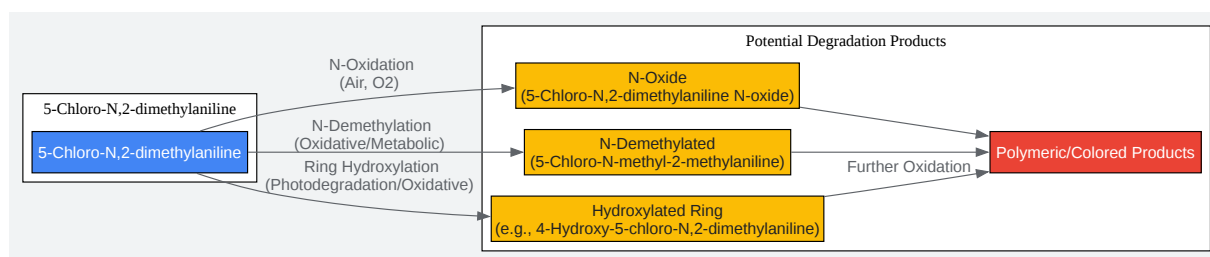 Potential Degradation Products
5-Chloro-N,2-dimethylaniline
5-Chloro-N,2-dimethylaniline
N-Oxidation
(Air, O2)
N-Demethylation
(Oxidative/Metabolic)
Ring Hydroxylation
(Photodegradation/Oxidative)
N-Oxide
(5-Chloro-N,2-dimethylaniline N-oxide)
N-Demethylated
(5-Chloro-N-methyl-2-methylaniline)
Hydroxylated Ring
(e.g., 4-Hydroxy-5-chloro-N,2-dimethylaniline)
Further Oxidation
Polymeric/Colored Products